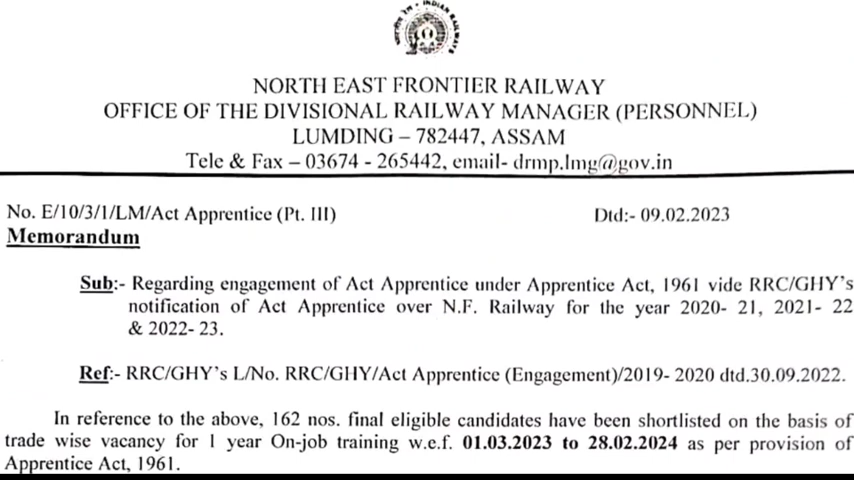 INDIAN RAILWAYS
NORTH EAST FRONTIER RAILWAY
OFFICE OF THE DIVISIONAL RAILWAY MANAGER (PERSONNEL)
LUMDING – 782447, ASSAM
Tele & Fax – 03674 - 265442, email- drmp.lmg@gov.in
No. E/10/3/1/LM/Act Apprentice (Pt. III) Dtd:- 09.02.2023
Memorandum
Sub:- Regarding engagement of Act Apprentice under Apprentice Act, 1961 vide RRC/GHY’s
notification of Act Apprentice over N.F. Railway for the year 2020- 21, 2021- 22
& 2022- 23.
Ref:- RRC/GHY’s L/No. RRC/GHY/Act Apprentice (Engagement)/2019- 2020 dtd.30.09.2022.
In reference to the above, 162 nos. final eligible candidates have been shortlisted on the basis of
trade wise vacancy for 1 year On-job training w.e.f. 01.03.2023 to 28.02.2024 as per provision of
Apprentice Act, 1961.